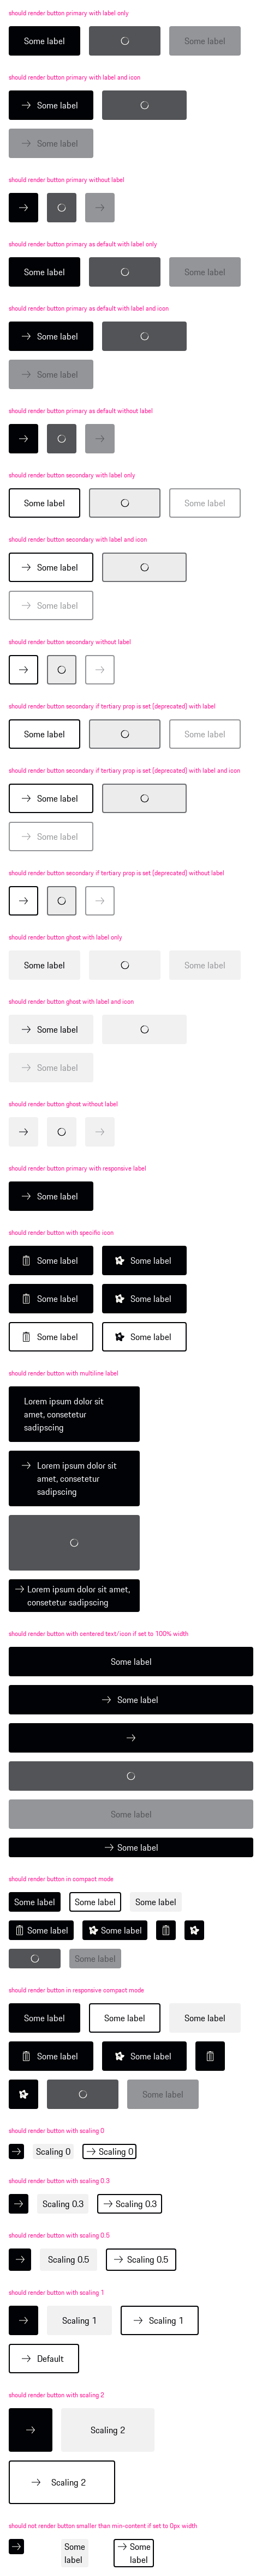 should render button primary with label only
Some label
Some label
should render button primary with label and icon
Some label
Some label
should render button primary without label
should render button primary as default with label only
Some label
Some label
should render button primary as default with label and icon
Some label
Some label
should render button primary as default without label
should render button secondary with label only
Some label
Some label
should render button secondary with label and icon
Some label
Some label
should render button secondary without label
should render button secondary if tertiary prop is set (deprecated) with label
Some label
Some label
should render button secondary if tertiary prop is set (deprecated) with label and icon
Some label
Some label
should render button secondary if tertiary prop is set (deprecated) without label
should render button ghost with label only
Some label
Some label
should render button ghost with label and icon
Some label
Some label
should render button ghost without label
should render button primary with responsive label
Some label
should render button with specific icon
Some label
Some label
Some label
Some label
Some label
Some label
should render button with multiline label
Lorem ipsum dolor sit
amet, consetetur
sadipscing
Lorem ipsum dolor sit
amet, consetetur
sadipscing
Lorem ipsum dolor sit amet,
consetetur sadipscing
should render button with centered text/icon if set to 100% width
Some label
Some label
Some label
Some label
should render button in compact mode
Some label
Some label
Some label
Some label
Some label
Some label
should render button in responsive compact mode
Some label
Some label
Some label
Some label
Some label
Some label
should render button with scaling 0
Scaling 0
Scaling 0
should render button with scaling 0.3
Scaling 0.3
Scaling 0.3
should render button with scaling 0.5
Scaling 0.5
Scaling 0.5
should render button with scaling 1
Scaling 1
Scaling 1
Default
should render button with scaling 2
Scaling 2
Scaling 2
should not render button smaller than min-content if set to 0px width
Some
label
Some
label